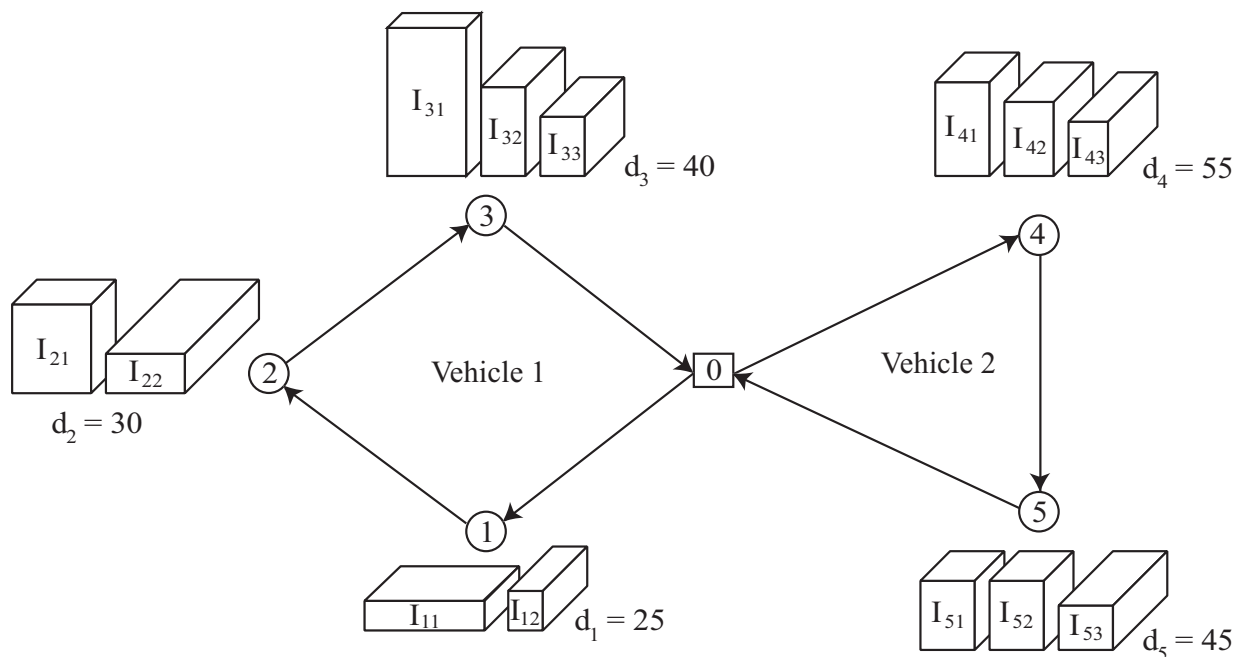 I31
I32
I33
d3 = 40
I41
I42
I43
d4 = 55
3
4
I21
I22
d2 = 30
2
Vehicle 1
0
Vehicle 2
1
5
I11
I12
d1 = 25
I51
I52
I53
d5 = 45